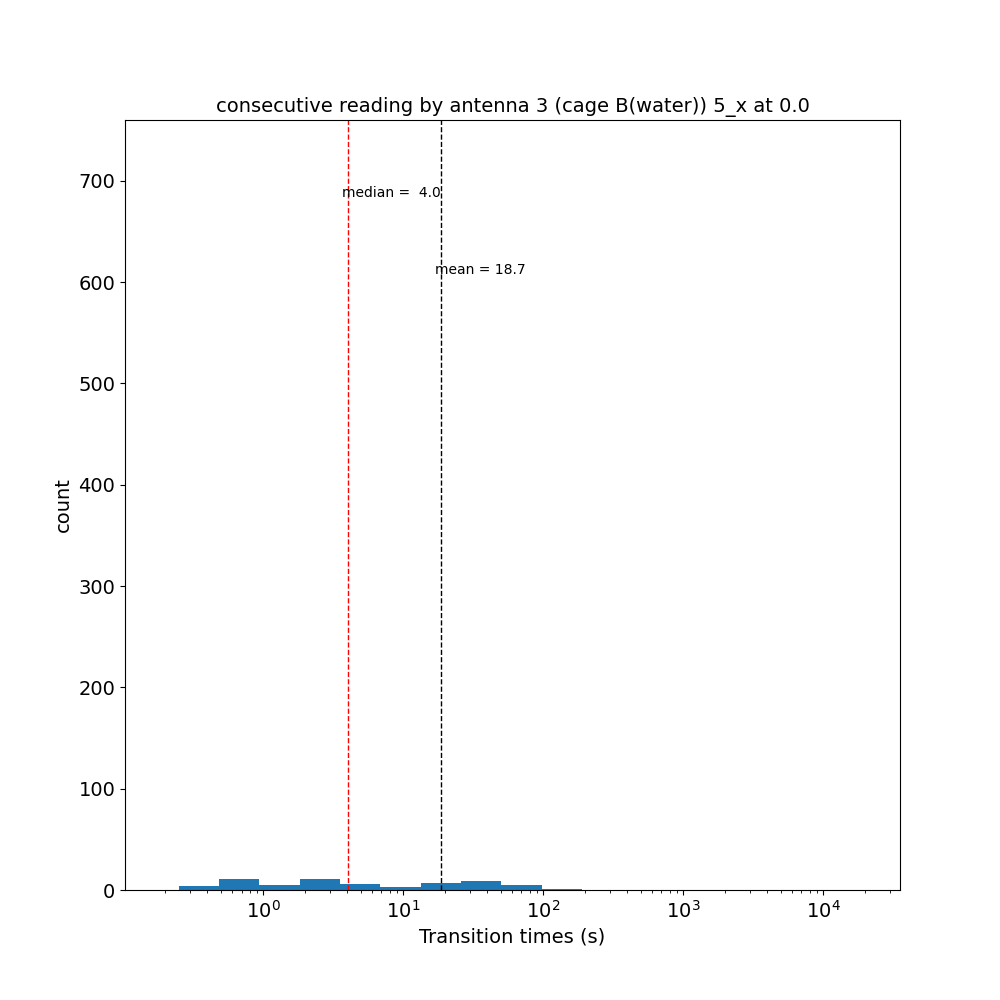 consecutive reading by antenna 3 (cage B(water)) 5_x at 0.0
700
median =  4.0
mean = 18.7
600
500
400
300
200
100
0
count
10^0
10^1
10^2
10^3
10^4
Transition times (s)